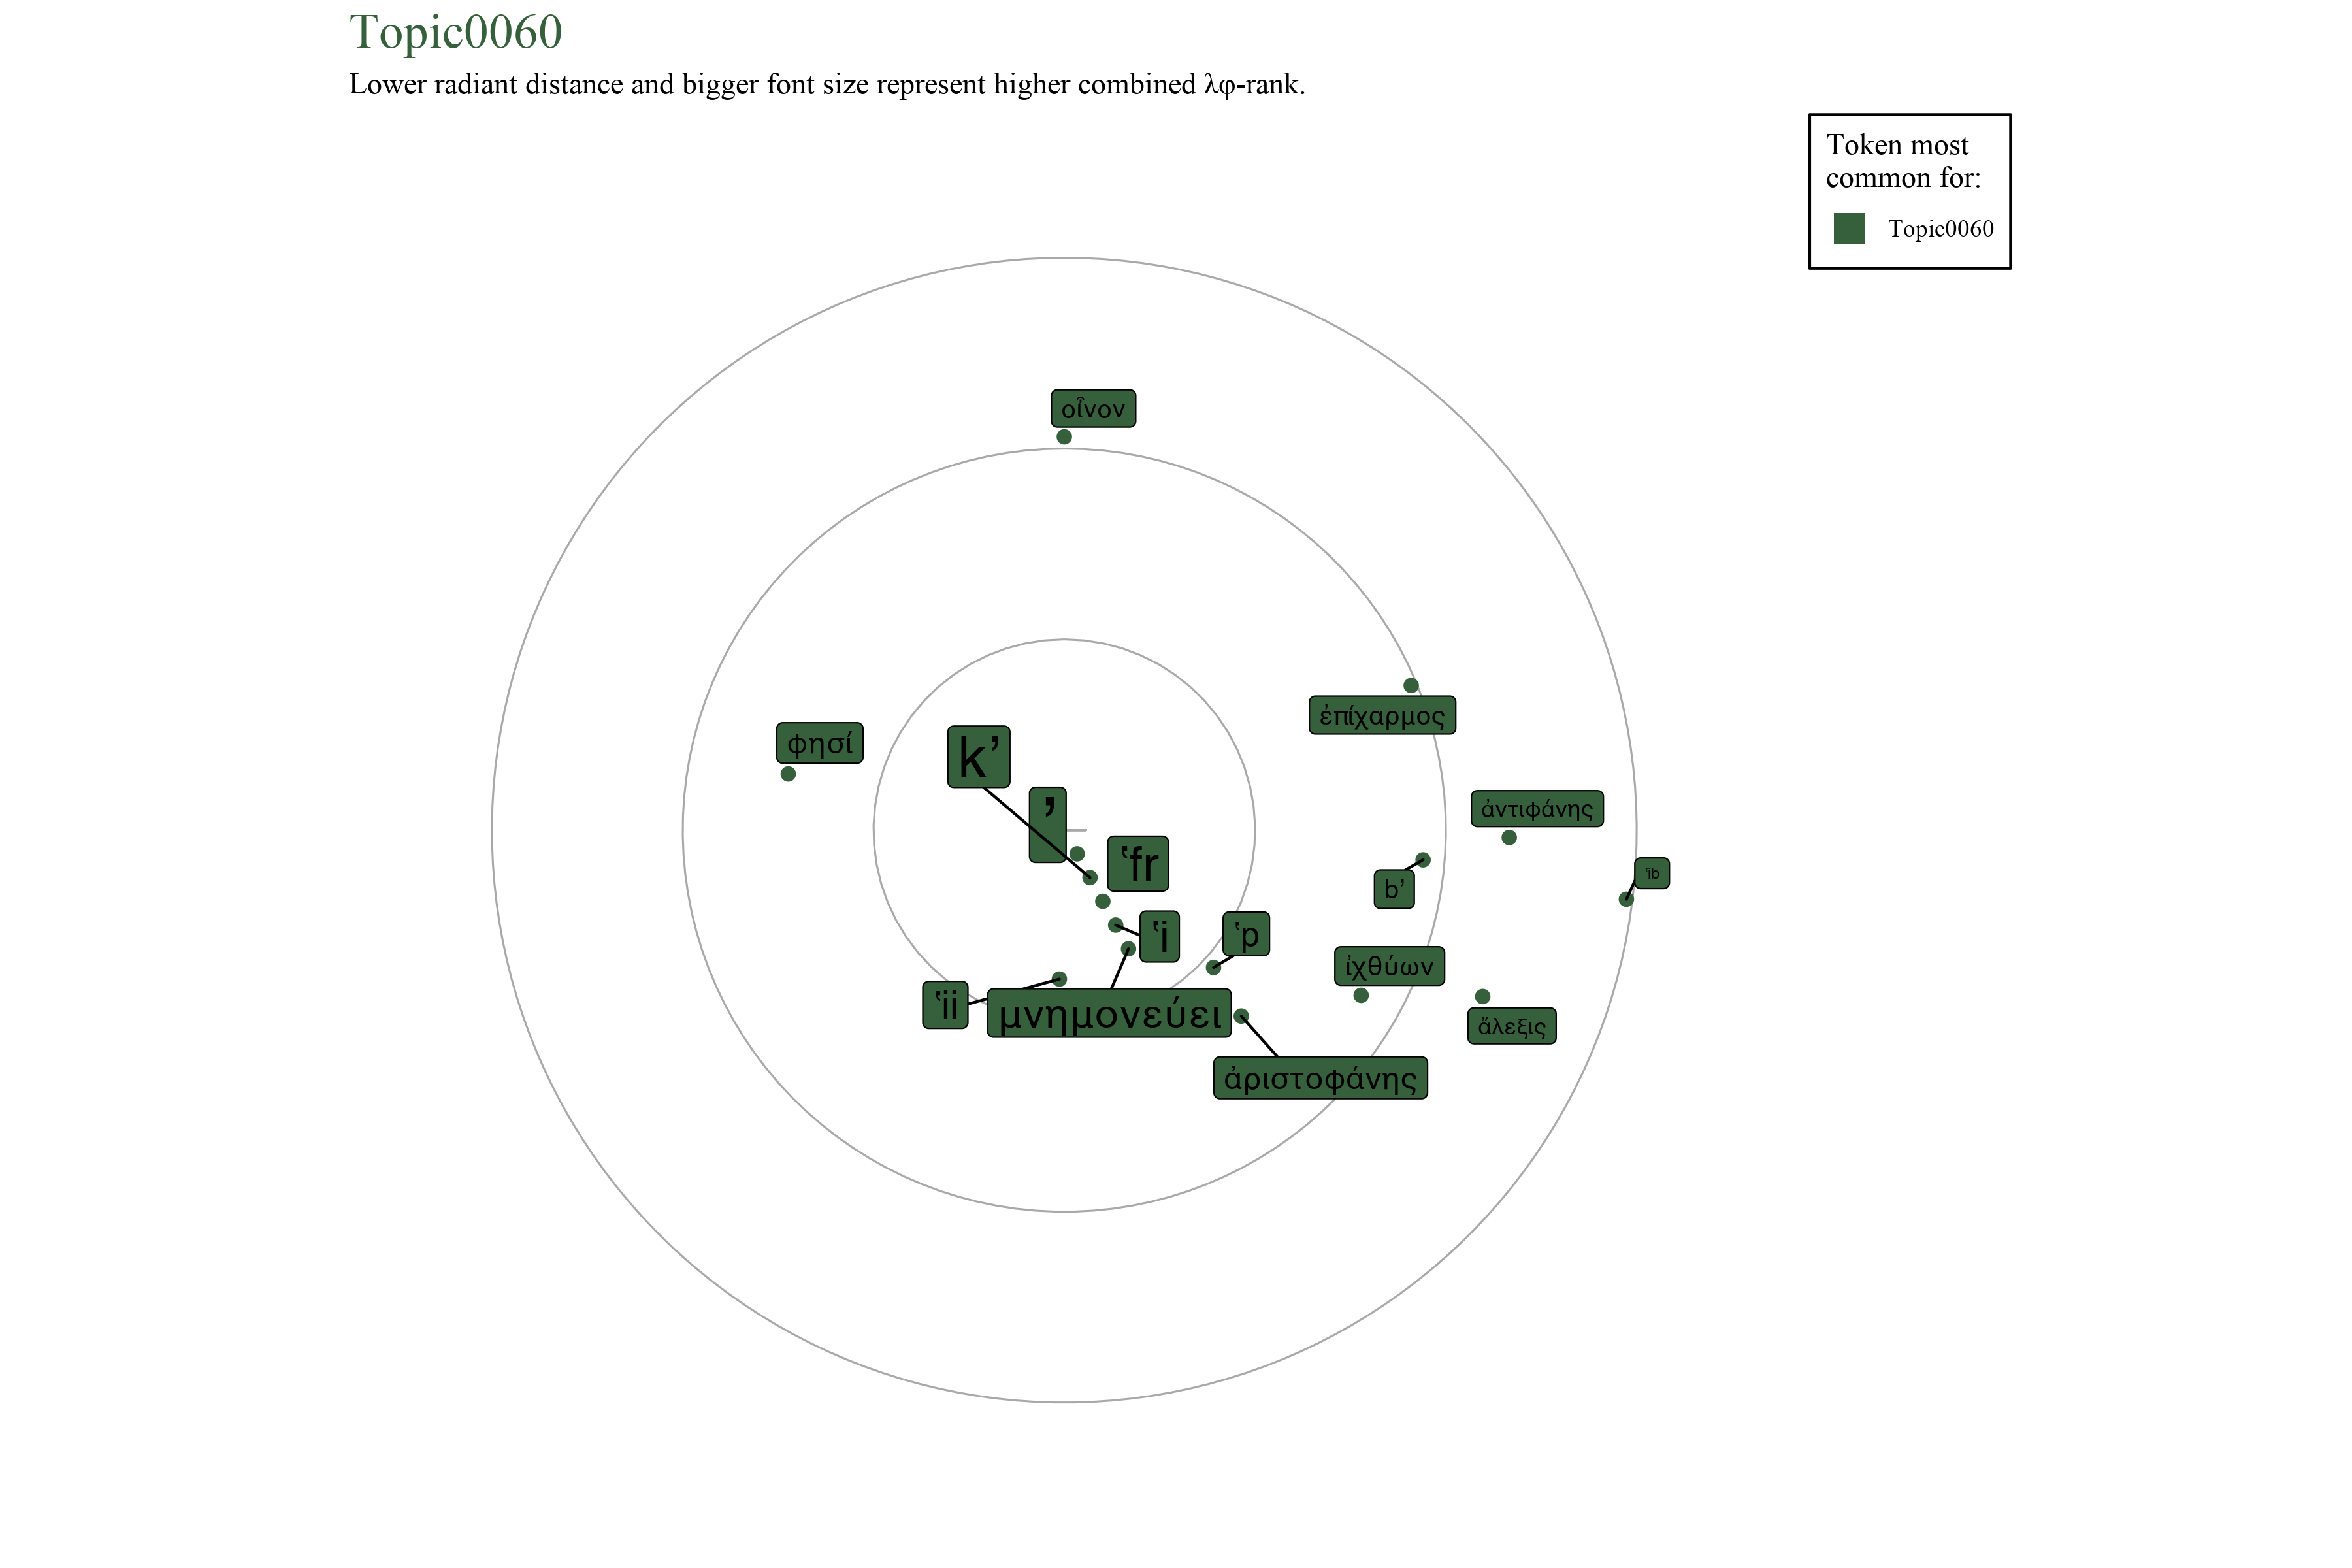 Topic0060
Lower radiant distance and bigger font size represent higher combined λφ-rank.
Token most
common for:
Topic0060
οἶνον
ἐπίχαρμος
φησί
k’
’
ἀντιφάνης
῾fr
'ib
b’
῾i
῾p
ἰχθύων
῾ii
μνημονεύει
ἄλεξις
ἀριστοφάνης